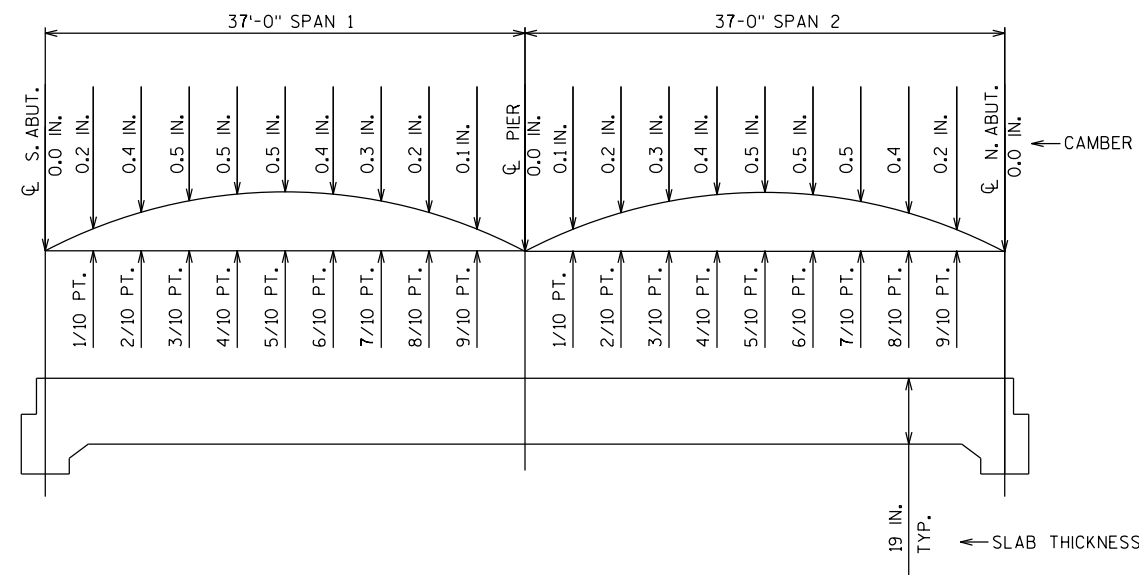 37'-0" SPAN 1
37-0" SPAN 2
℄ S. ABUT.
0.0 IN.
0.2 IN.
0.4 IN.
0.5 IN.
0.5 IN.
0.5 IN.
0.4 IN.
0.3 IN.
0.2 IN.
0.1 IN.
℄ PIER
0.0 IN.
0.1 IN.
0.2 IN.
0.3 IN.
0.4 IN.
0.5 IN.
0.5 IN.
0.5
0.4
0.2 IN.
℄ N. ABUT.
0.0 IN.
CAMBER
1/10 PT.
2/10 PT.
3/10 PT.
4/10 PT.
5/10 PT.
6/10 PT.
7/10 PT.
8/10 PT.
9/10 PT.
1/10 PT.
2/10 PT.
3/10 PT.
4/10 PT.
5/10 PT.
6/10 PT.
7/10 PT.
8/10 PT.
9/10 PT.
19 IN.
TYP.
SLAB THICKNESS